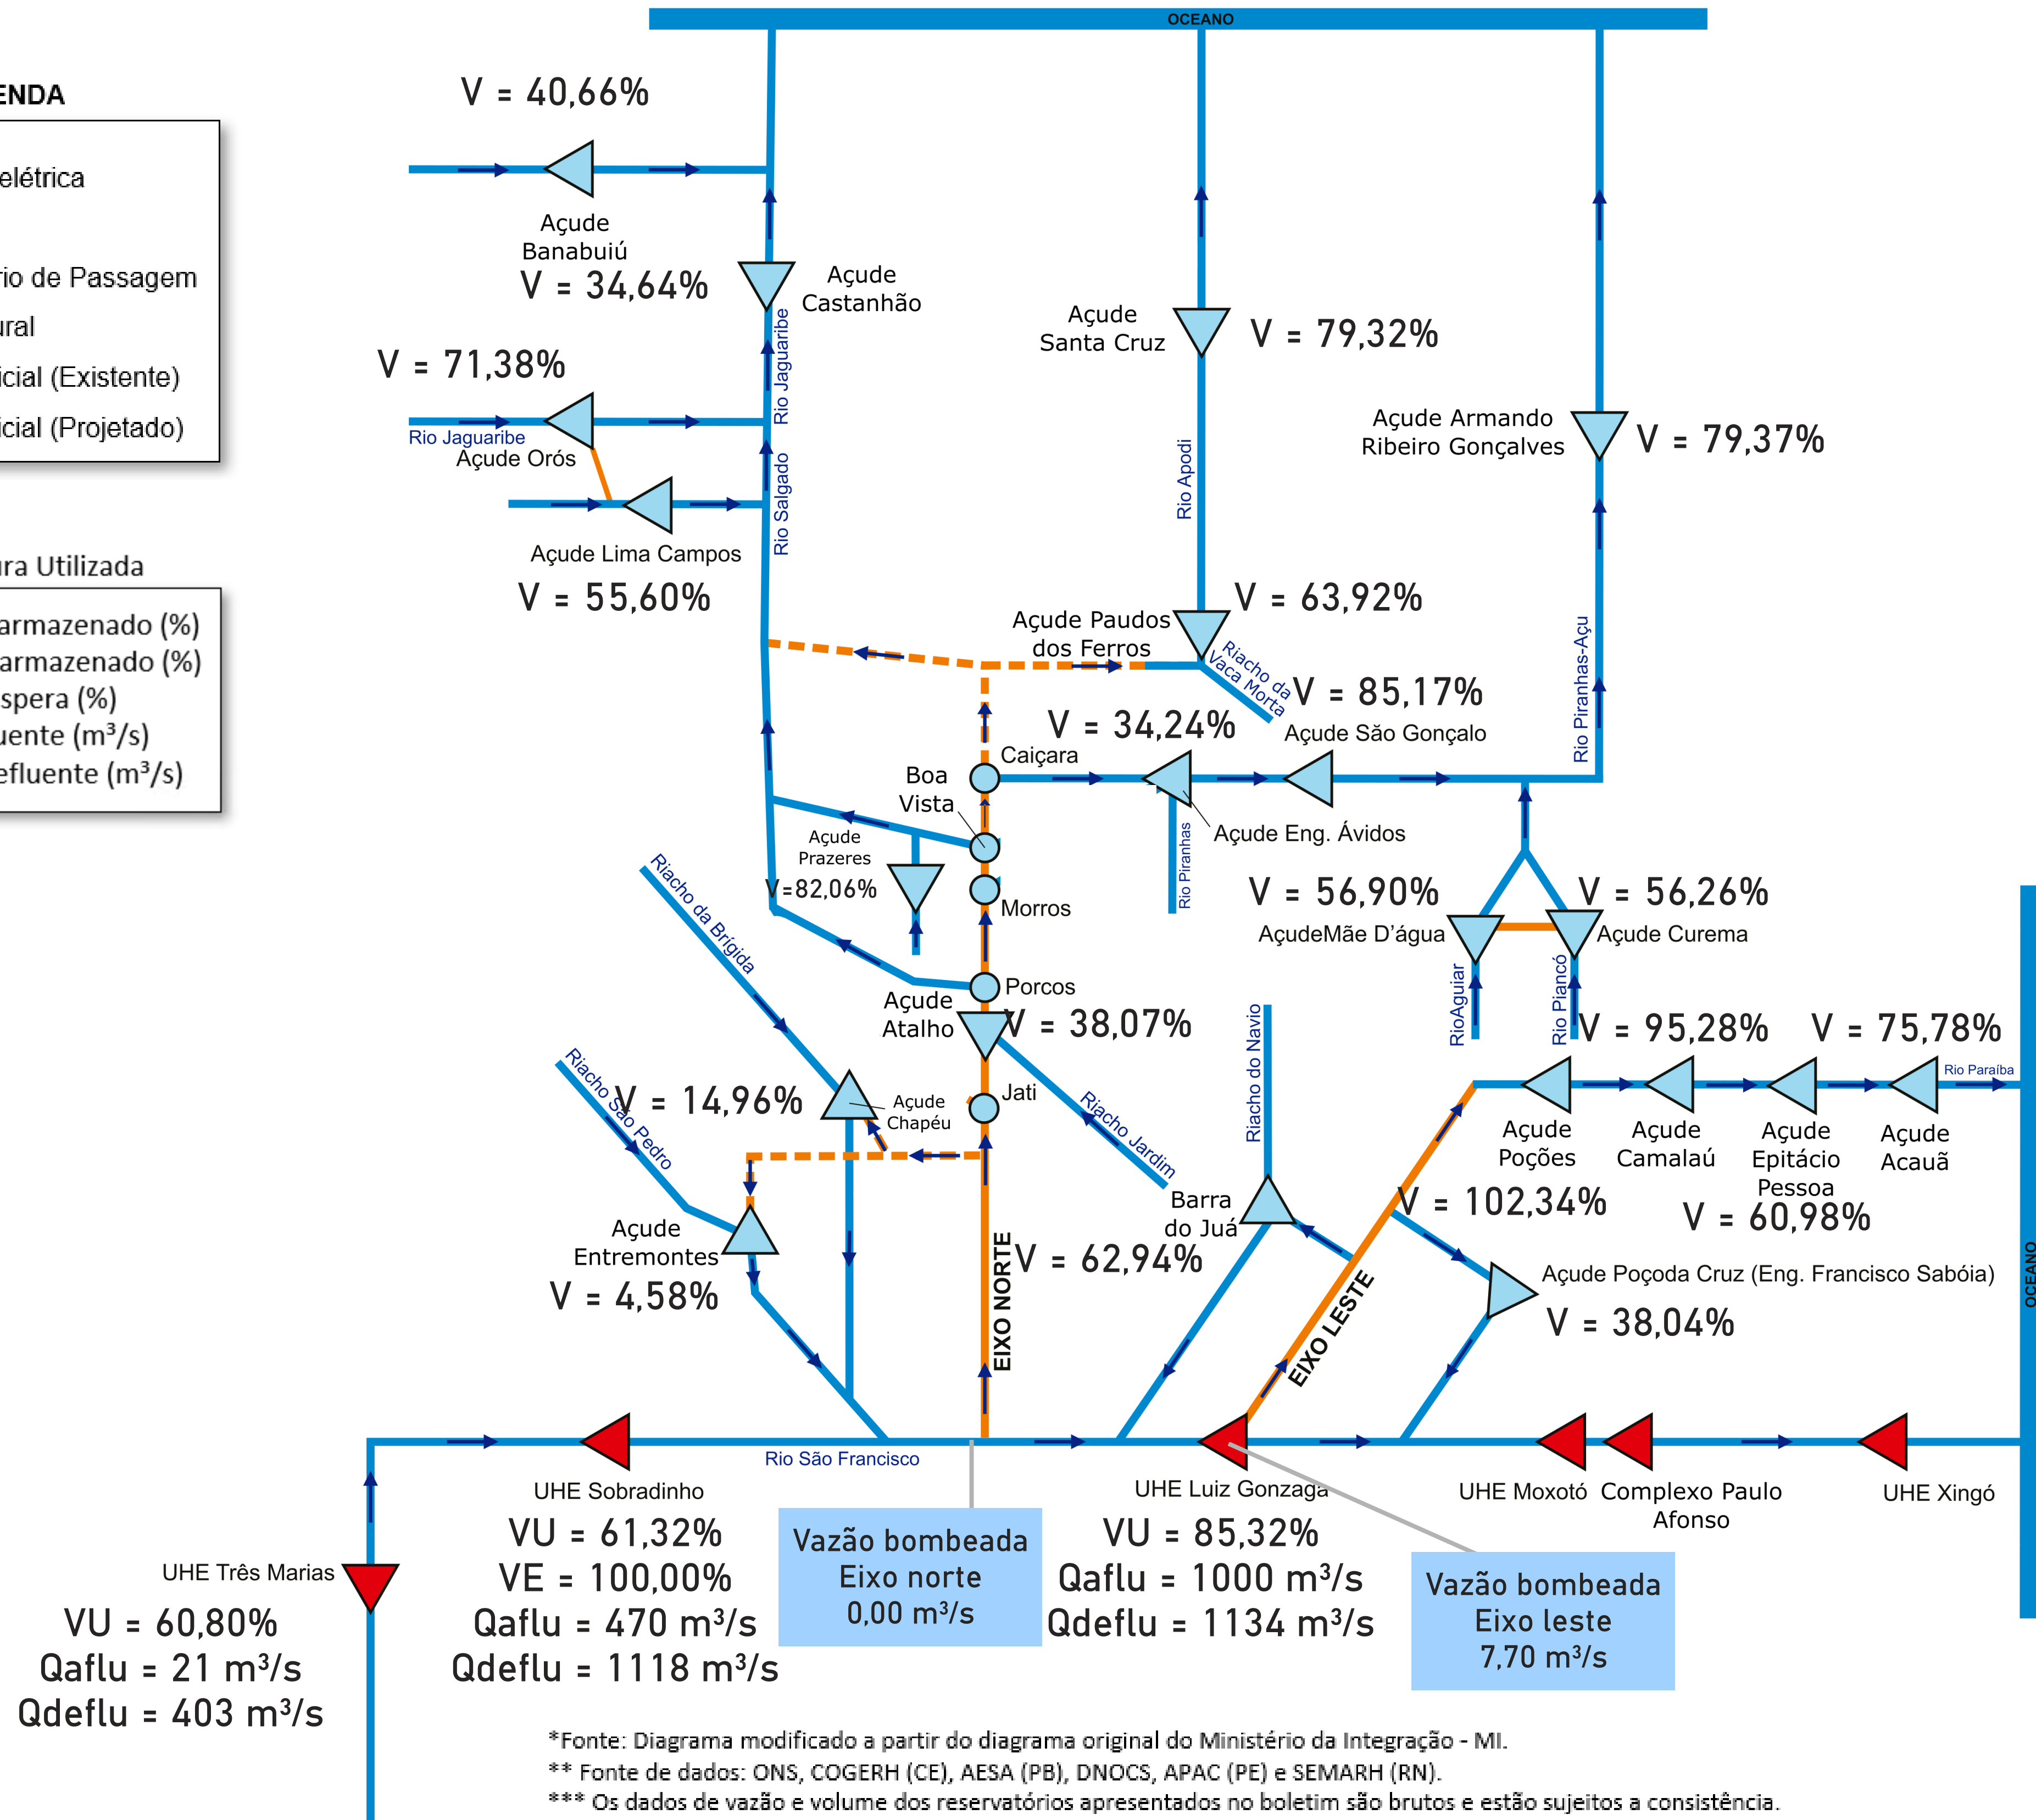 OCEANO
ENDA
elétrica
rio de Passagem
ural
icial (Existente)
icial (Projetado)
ura Utilizada
armazenado (%)
armazenado (%)
spera (%)
uente (m³/s)
efluente (m³/s)
V = 40,66%
Açude
Banabuiú
V = 34,64%
Açude
Castanhão
V = 71,38%
Rio Jaguaribe
Açude Orós
Rio Jaguaribe
Rio Salgado
Açude Lima Campos
V = 55,60%
Açude
Santa Cruz
V = 79,32%
Rio Apodi
Açude Armando
Ribeiro Gonçalves
V = 79,37%
Rio Piranhas-Açu
Açude Paudos
dos Ferros
V = 63,92%
Riacho da
Vaca Morta
V = 85,17%
Açude São Gonçalo
V = 34,24%
Caiçara
Boa
Vista
Açude Eng. Ávidos
Rio Piranhas
Açude
Prazeres
V=82,06%
Morros
Porcos
Riacho da Brígida
Açude
Atalho
V = 38,07%
V = 56,90%
AçudeMãe D'água
V = 56,26%
Açude Curema
RioAguiar
Rio Piancó
Riacho São Pedro
V = 14,96%
Açude
Chapéu
Jati
Riacho Jardim
Riacho do Navio
V = 95,28%
V = 75,78%
Rio Paraíba
Açude
Poções
Açude
Camalaú
Açude
Epitácio
Pessoa
Açude
Acauã
V = 102,34%
V = 60,98%
Barra
do Juá
V = 62,94%
Açude
Entremontes
V = 4,58%
EIXO NORTE
EIXO LESTE
Açude Poçoda Cruz (Eng. Francisco Sabóia)
V = 38,04%
OCEANO
Rio São Francisco
UHE Sobradinho
VU = 61,32%
VE = 100,00%
Qaflu = 470 m³/s
Qdeflu = 1118 m³/s
Vazão bombeada
Eixo norte
0,00 m³/s
UHE Luiz Gonzaga
VU = 85,32%
Qaflu = 1000 m³/s
Qdeflu = 1134 m³/s
Vazão bombeada
Eixo leste
7,70 m³/s
UHE Moxotó
Complexo Paulo
Afonso
UHE Xingó
UHE Três Marias
VU = 60,80%
Qaflu = 21 m³/s
Qdeflu = 403 m³/s
*Fonte: Diagrama modificado a partir do diagrama original do Ministério da Integração - MI.
** Fonte de dados: ONS, COGERH (CE), AESA (PB), DNOCS, APAC (PE) e SEMARH (RN).
*** Os dados de vazão e volume dos reservatórios apresentados no boletim são brutos e estão sujeitos a consistência.